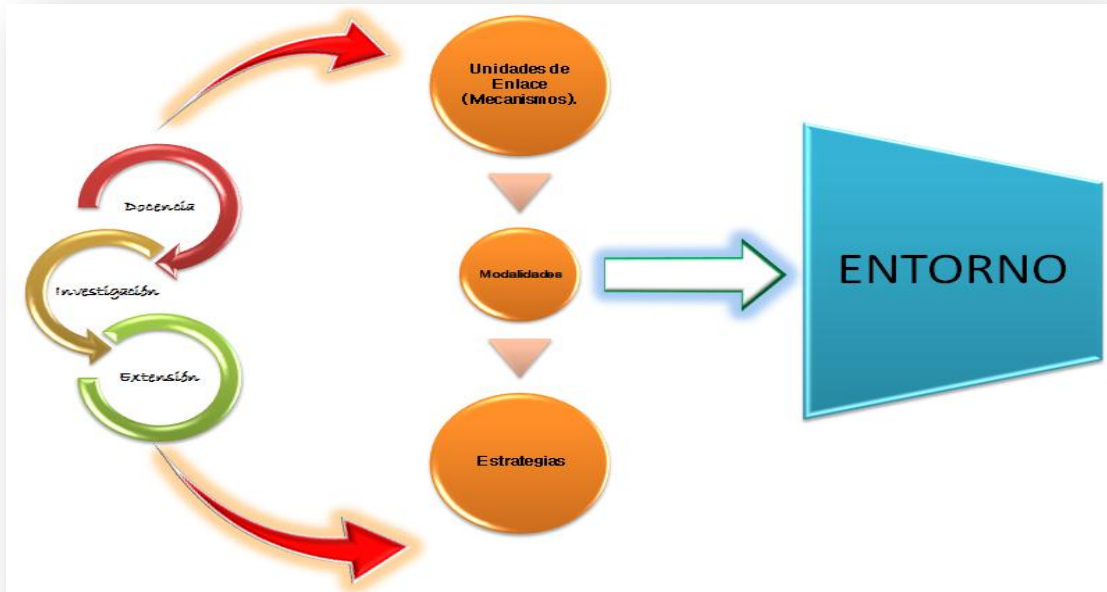 Unidades de
Enlace
(Mecanismos).
Docencia
Investigación
Extensión
Modalidades
Estrategias
ENTORNO